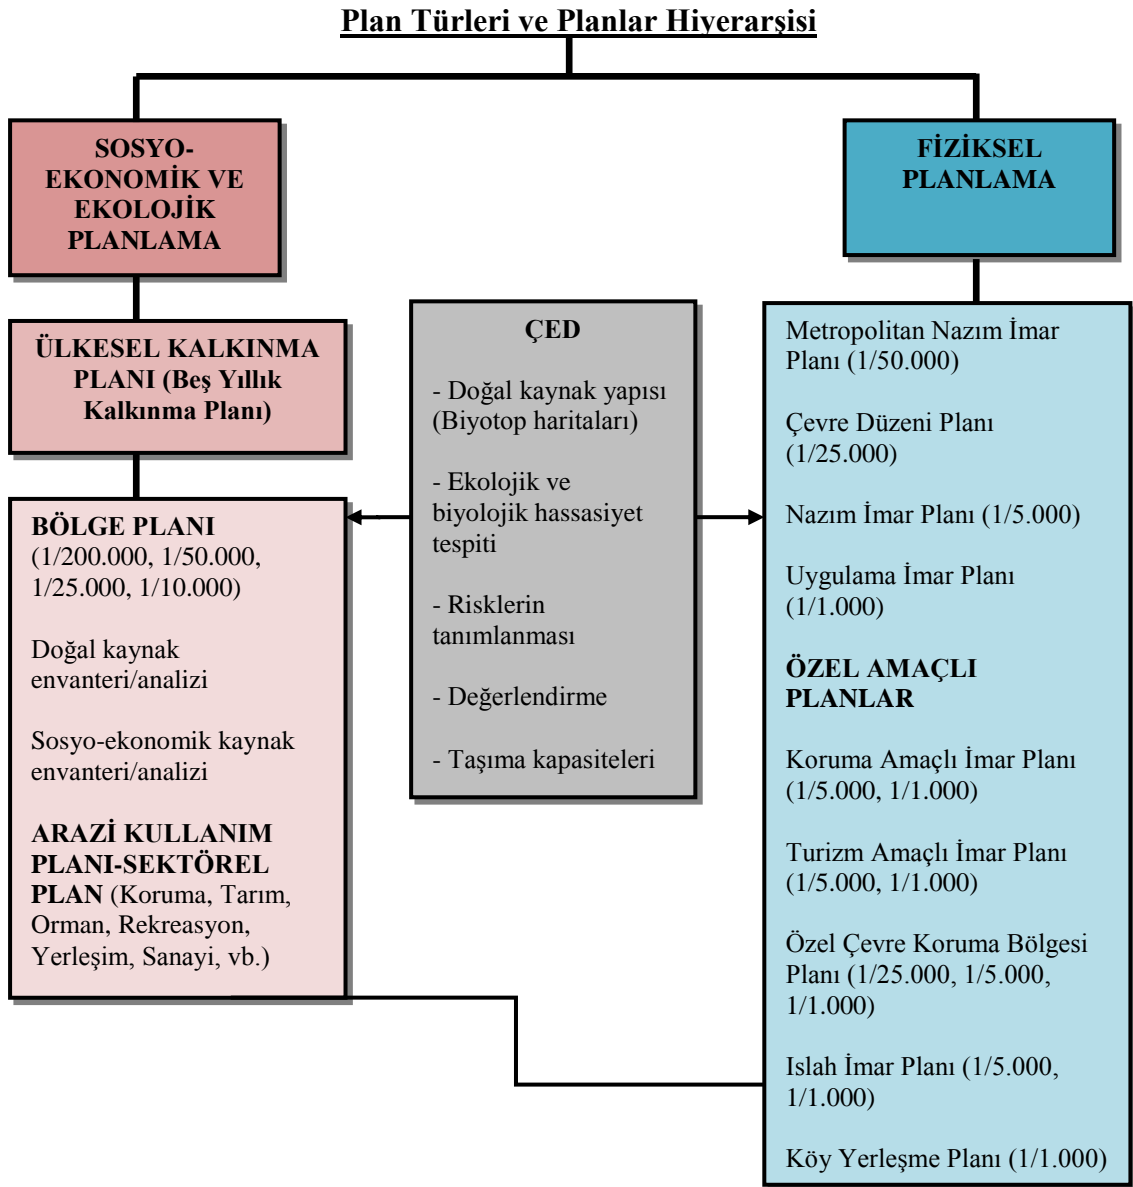 Plan Türleri ve Planlar Hiyerarşisi
SOSYO-
EKONOMİK VE
EKOLOJİK
PLANLAMA
FİZİKSEL
PLANLAMA
ÜLKESEL KALKINMA
PLANI (Beş Yıllık
Kalkınma Planı)
BÖLGE PLANI
(1/200.000, 1/50.000,
1/25.000, 1/10.000)
Doğal kaynak
envanteri/analizi
Sosyo-ekonomik kaynak
envanteri/analizi
ARAZİ KULLANIM
PLANI-SEKTÖREL
PLAN (Koruma, Tarım,
Orman, Rekreasyon,
Yerleşim, Sanayi, vb.)
ÇED
- Doğal kaynak yapısı
(Biyotop haritaları)
- Ekolojik ve
biyolojik hassasiyet
tespiti
- Risklerin
tanımlanması
- Değerlendirme
- Taşıma kapasiteleri
Metropolitan Nazım İmar
Planı (1/50.000)
Çevre Düzeni Planı
(1/25.000)
Nazım İmar Planı (1/5.000)
Uygulama İmar Planı
(1/1.000)
ÖZEL AMAÇLI
PLANLAR
Koruma Amaçlı İmar Planı
(1/5.000, 1/1.000)
Turizm Amaçlı İmar Planı
(1/5.000, 1/1.000)
Özel Çevre Koruma Bölgesi
Planı (1/25.000, 1/5.000,
1/1.000)
Islah İmar Planı (1/5.000,
1/1.000)
Köy Yerleşme Planı (1/1.000)